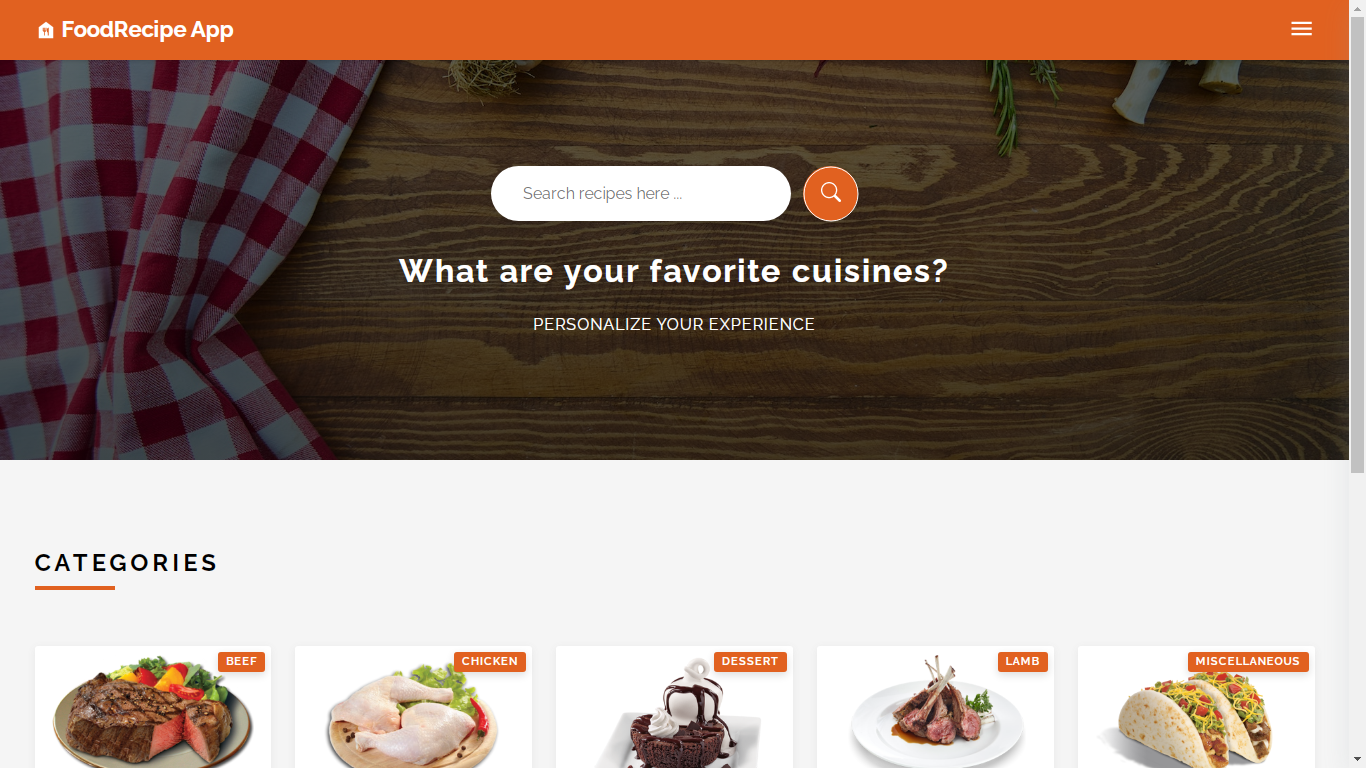 FoodRecipe App
Search recipes here ...
What are your favorite cuisines?
PERSONALIZE YOUR EXPERIENCE
CATEGORIES
BEEF
CHICKEN
DESSERT
LAMB
MISCELLANEOUS